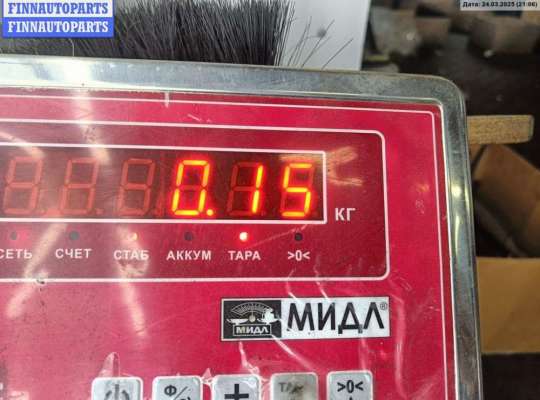 FINNAUTOPARTS
FINNAUTOPARTS
Дата: 24.03.2025 (21:06)
0.15 КГ
СЕТЬ СЧЕТ СТАБ АККУМ ТАРА >0<
МИДЛ МИДЛ®
Ф/ + >0<